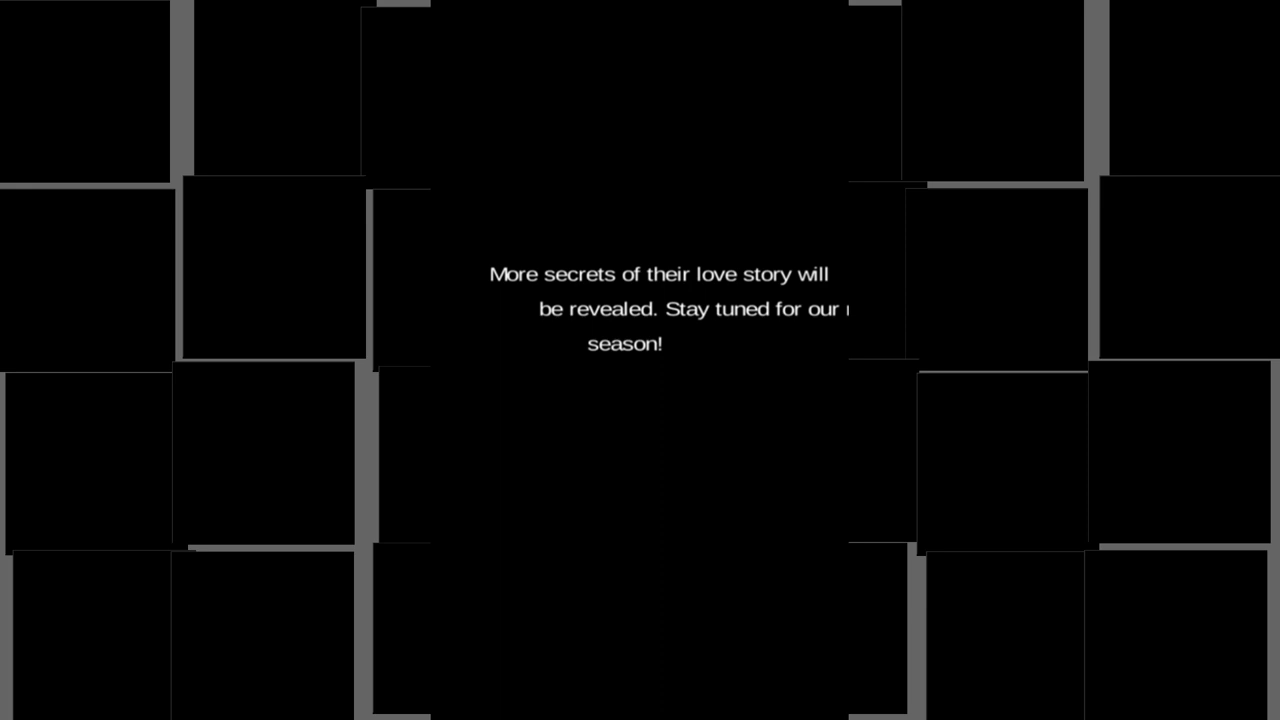 More secrets of their love story will
be revealed. Stay tuned for our
season!